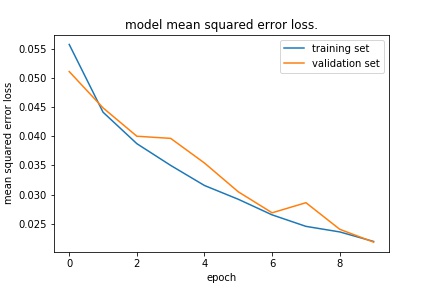 model mean squared error loss.
training set
validation set
mean squared error loss
0.055
0.050
0.045
0.040
0.035
0.030
0.025
0 2 4 6 8
epoch